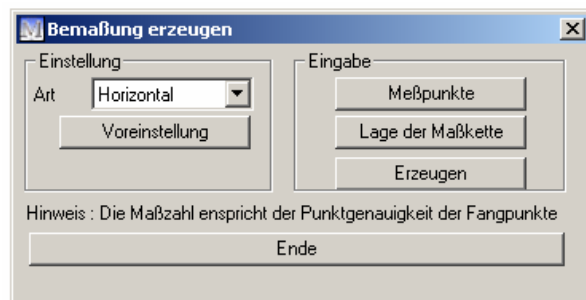 Bemaßung erzeugen
Einstellung
Art Horizontal
Voreinstellung
Eingabe
Meßpunkte
Lage der Maßkette
Erzeugen
Hinweis : Die Maßzahl enspricht der Punktgenauigkeit der Fangpunkte
Ende